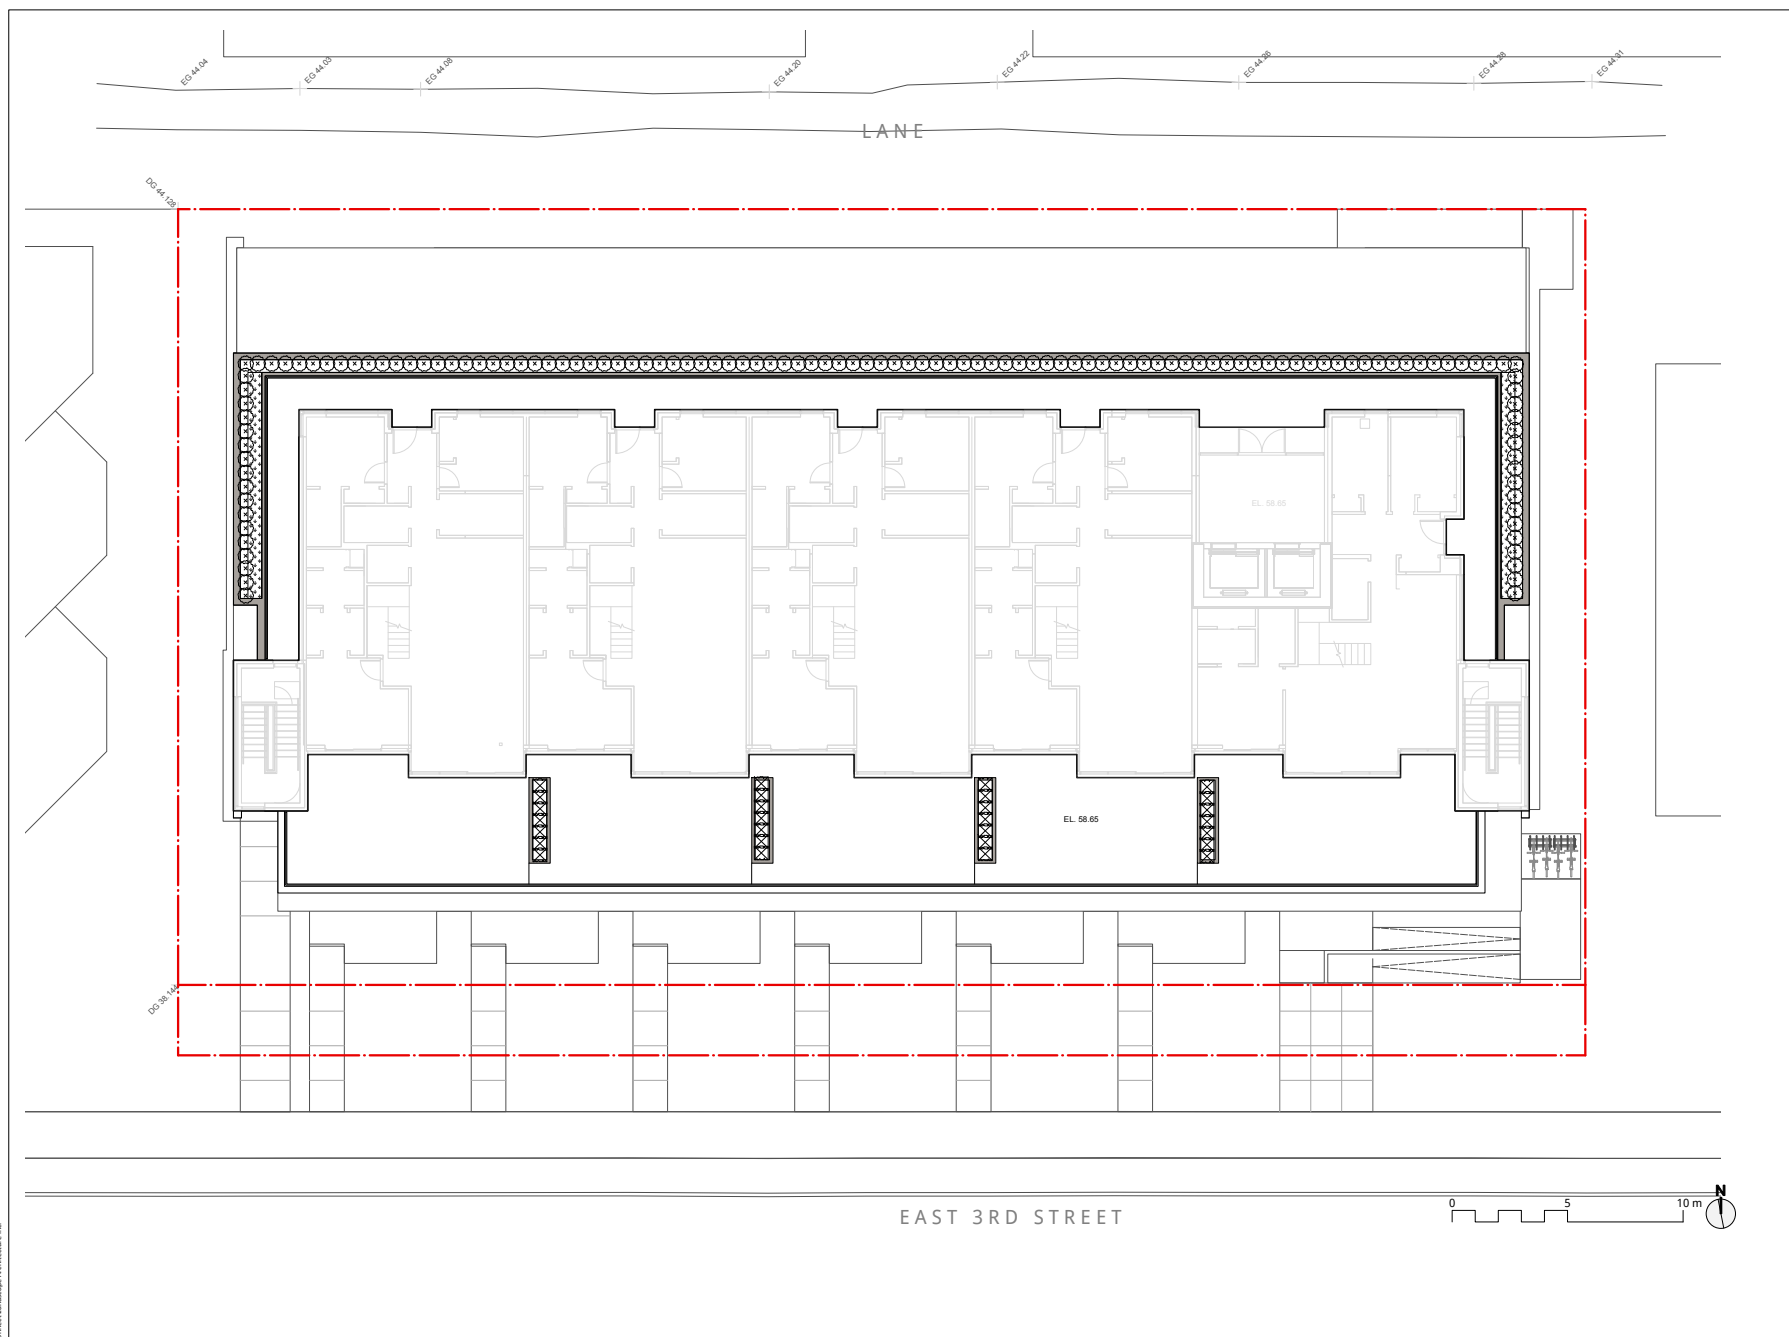 EG 44.04
EG 44.03
EG 44.08
EG 44.20
EG 44.22
EG 44.26
EG 44.28
EG 44.31
LANE
DG 44.128
EL. 58.65
EL. 58.65
DG 38.144
N
0 5 10 m
EAST 3RD STREET